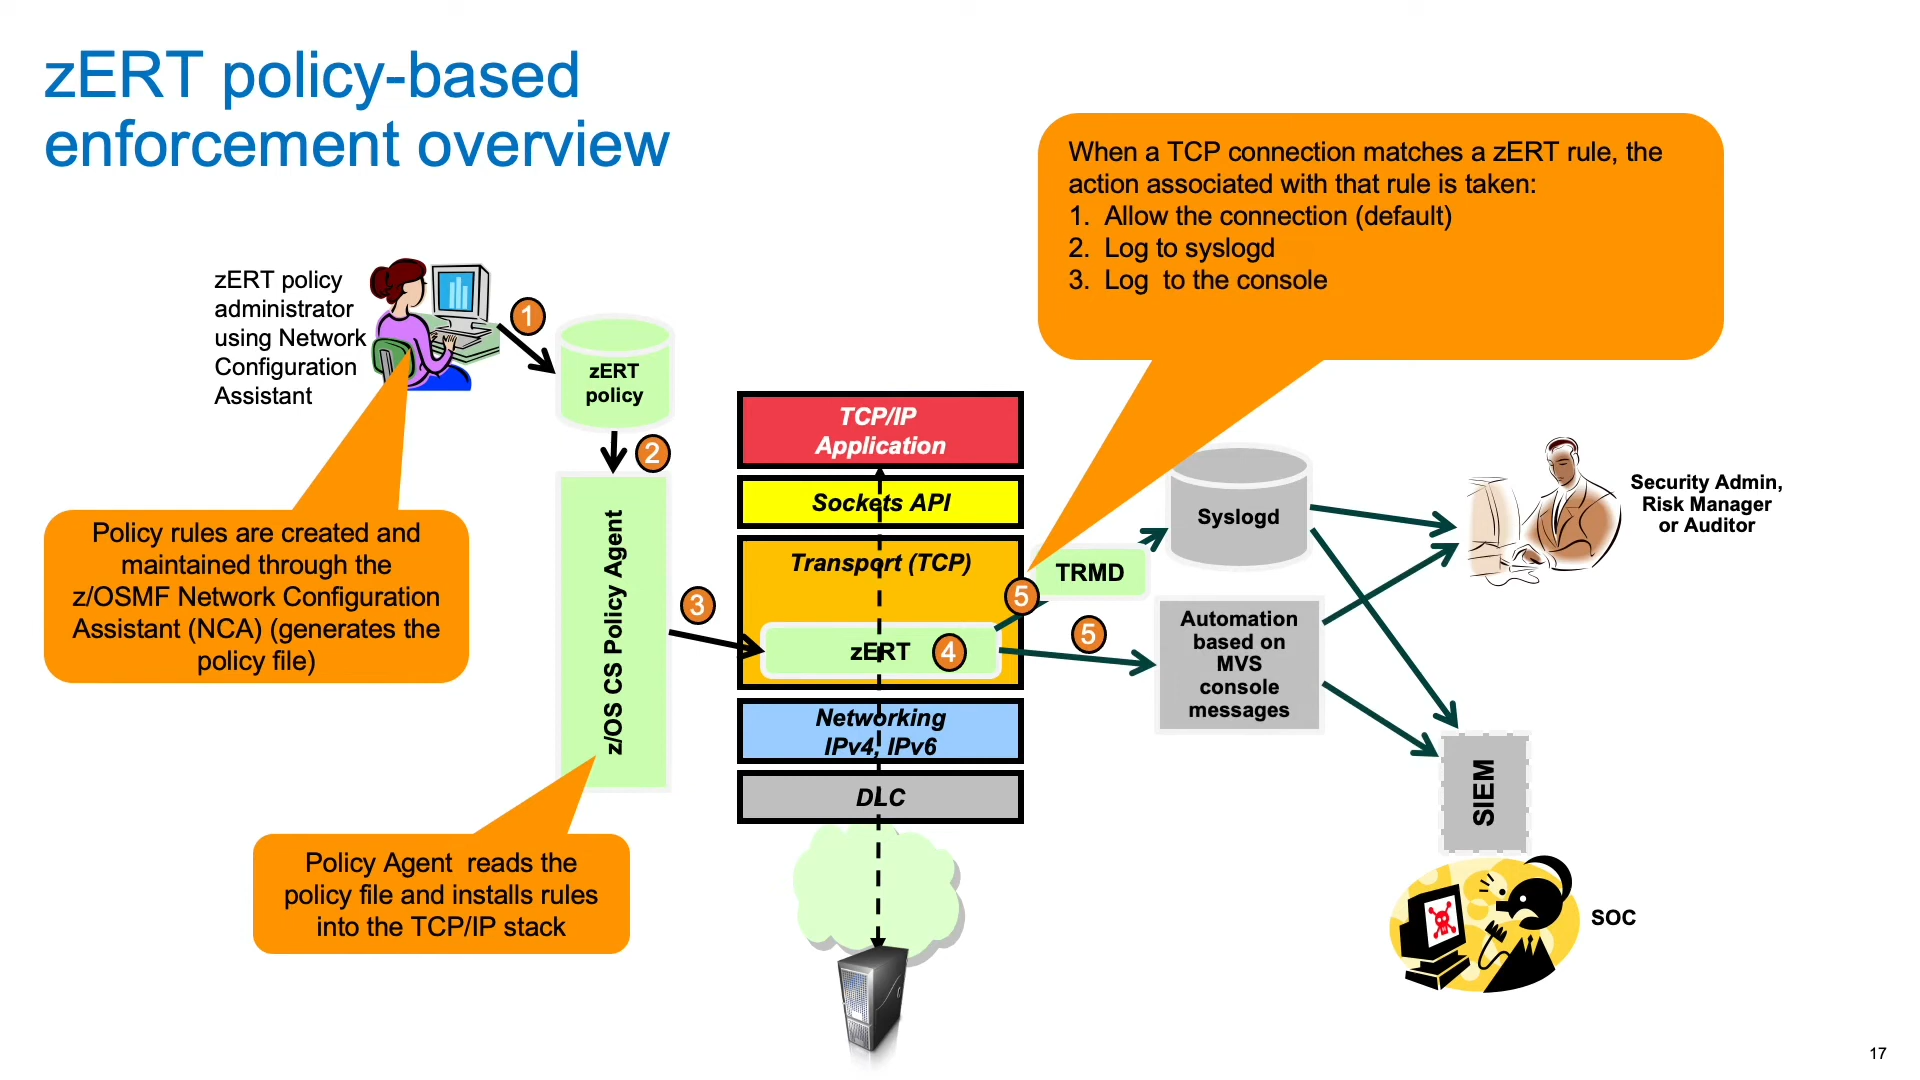 zERT policy-based
enforcement overview
When a TCP connection matches a zERT rule, the
action associated with that rule is taken:
1. Allow the connection (default)
2. Log to syslogd
3. Log to the console
zERT policy
administrator
using Network
Configuration
Assistant
1
zERT
policy
2
Policy rules are created and
maintained through the
z/OSMF Network Configuration
Assistant (NCA) (generates the
policy file)
z/OS CS Policy Agent
3
Policy Agent reads the
policy file and installs rules
into the TCP/IP stack
TCP/IP
Application
Sockets API
Transport (TCP)
zERT
4
Networking
IPv4, IPv6
DLC
5
TRMD
5
Syslogd
Automation
based on
MVS
console
messages
Security Admin,
Risk Manager
or Auditor
SIEM
SOC
17